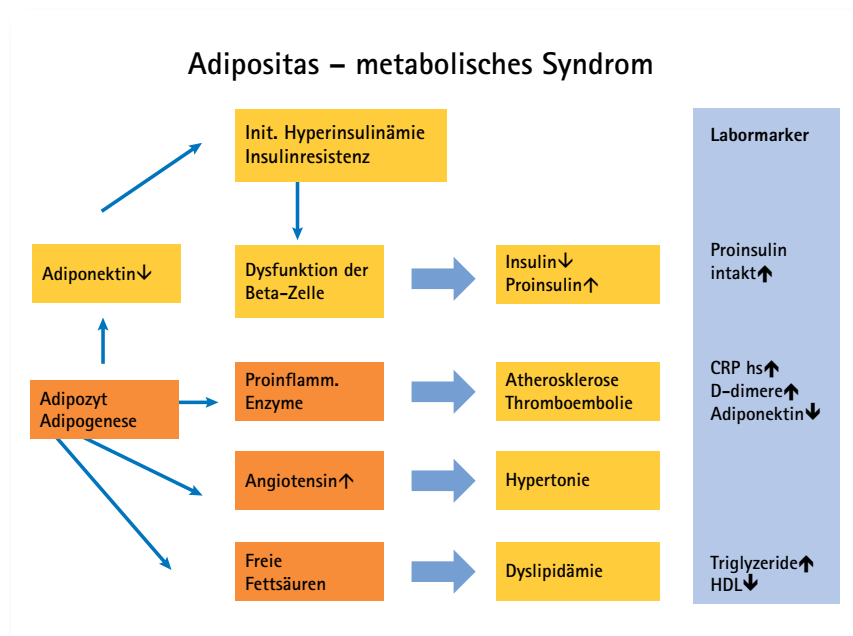 Adipositas – metabolisches Syndrom
Init. Hyperinsulinämie
Insulinresistenz
Labormarker
Adiponektin↓
Dysfunktion der
Beta-Zelle
Insulin↓
Proinsulin↑
Proinsulin
intakt↑
Adipozyt
Adipogenese
Proinflamm.
Enzyme
Atherosklerose
Thromboembolie
CRP hs↑
D-dimere↑
Adiponektin↓
Angiotensin↑
Hypertonie
Freie
Fettsäuren
Dyslipidämie
Triglyzeride↑
HDL↓